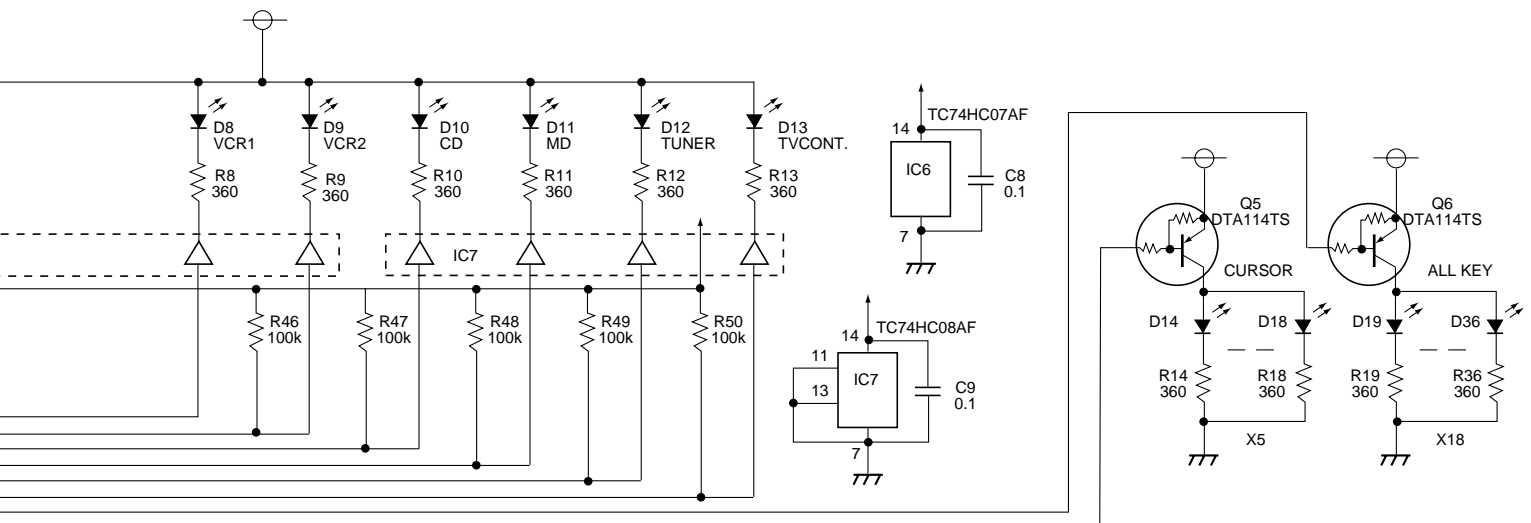 D8
VCR1
D9
VCR2
D10
CD
D11
MD
D12
TUNER
D13
TVCONT.
R8
360
R9
360
R10
360
R11
360
R12
360
R13
360
IC7
R46
100k
R47
100k
R48
100k
R49
100k
R50
100k
TC74HC07AF
14
IC6
C8
0.1
7
TC74HC08AF
14
11
13
IC7
C9
0.1
7
Q5
DTA114TS
CURSOR
D14
D18
R14
360
R18
360
X5
Q6
DTA114TS
ALL KEY
D19
D36
R19
360
R36
360
X18